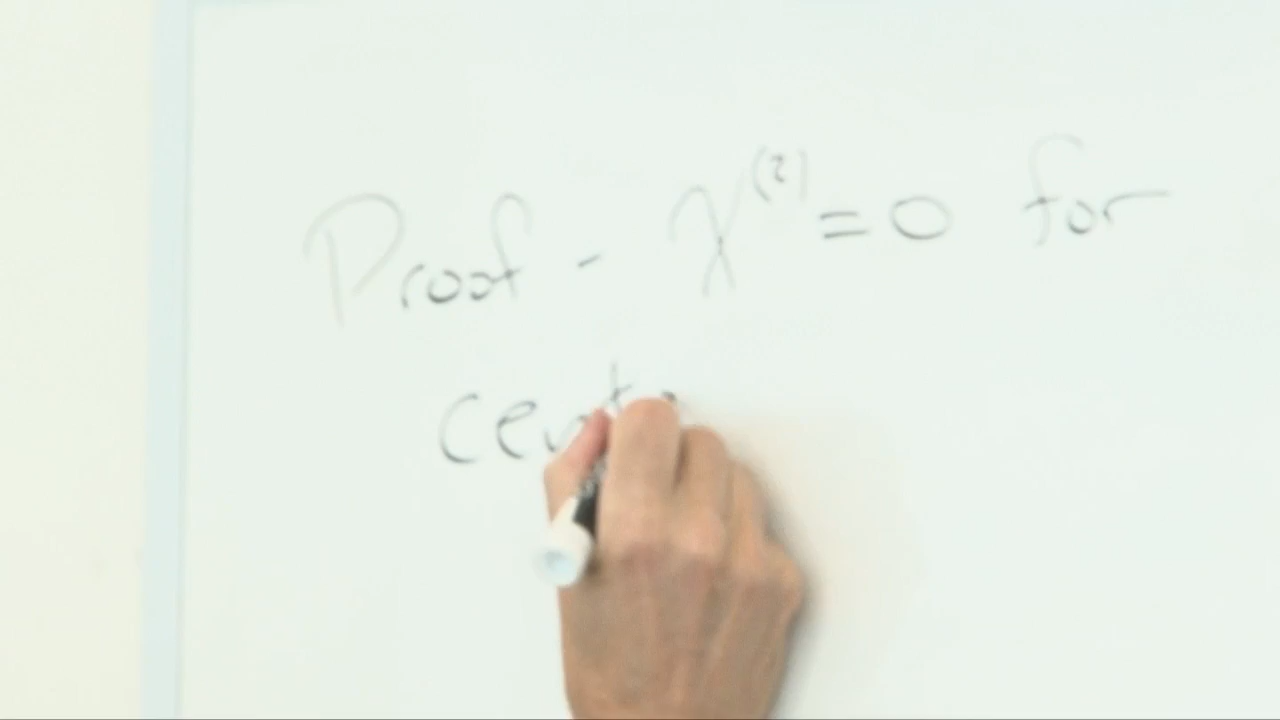 Proof - χ⁽²⁾ = 0 for
cent